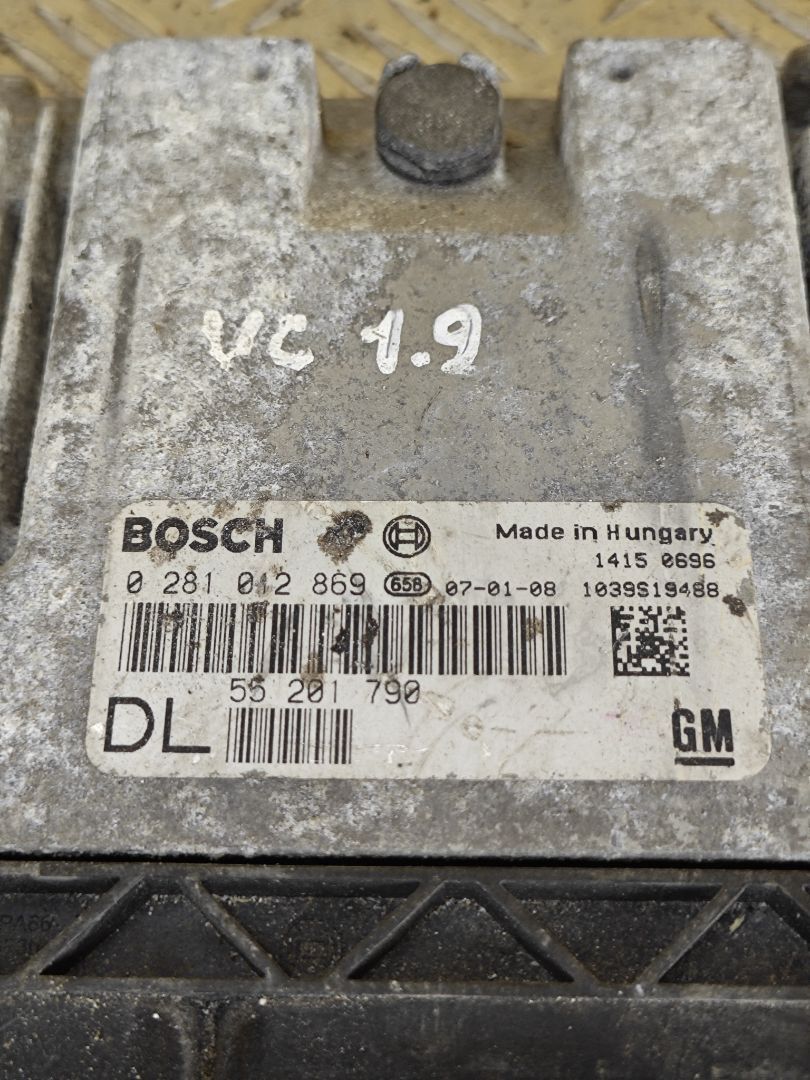 VC 1.9
BOSCH Made in Hungary
1415 0696
0 281 012 869 658 07-01-08 1039S19488
55 201 790
DL GM